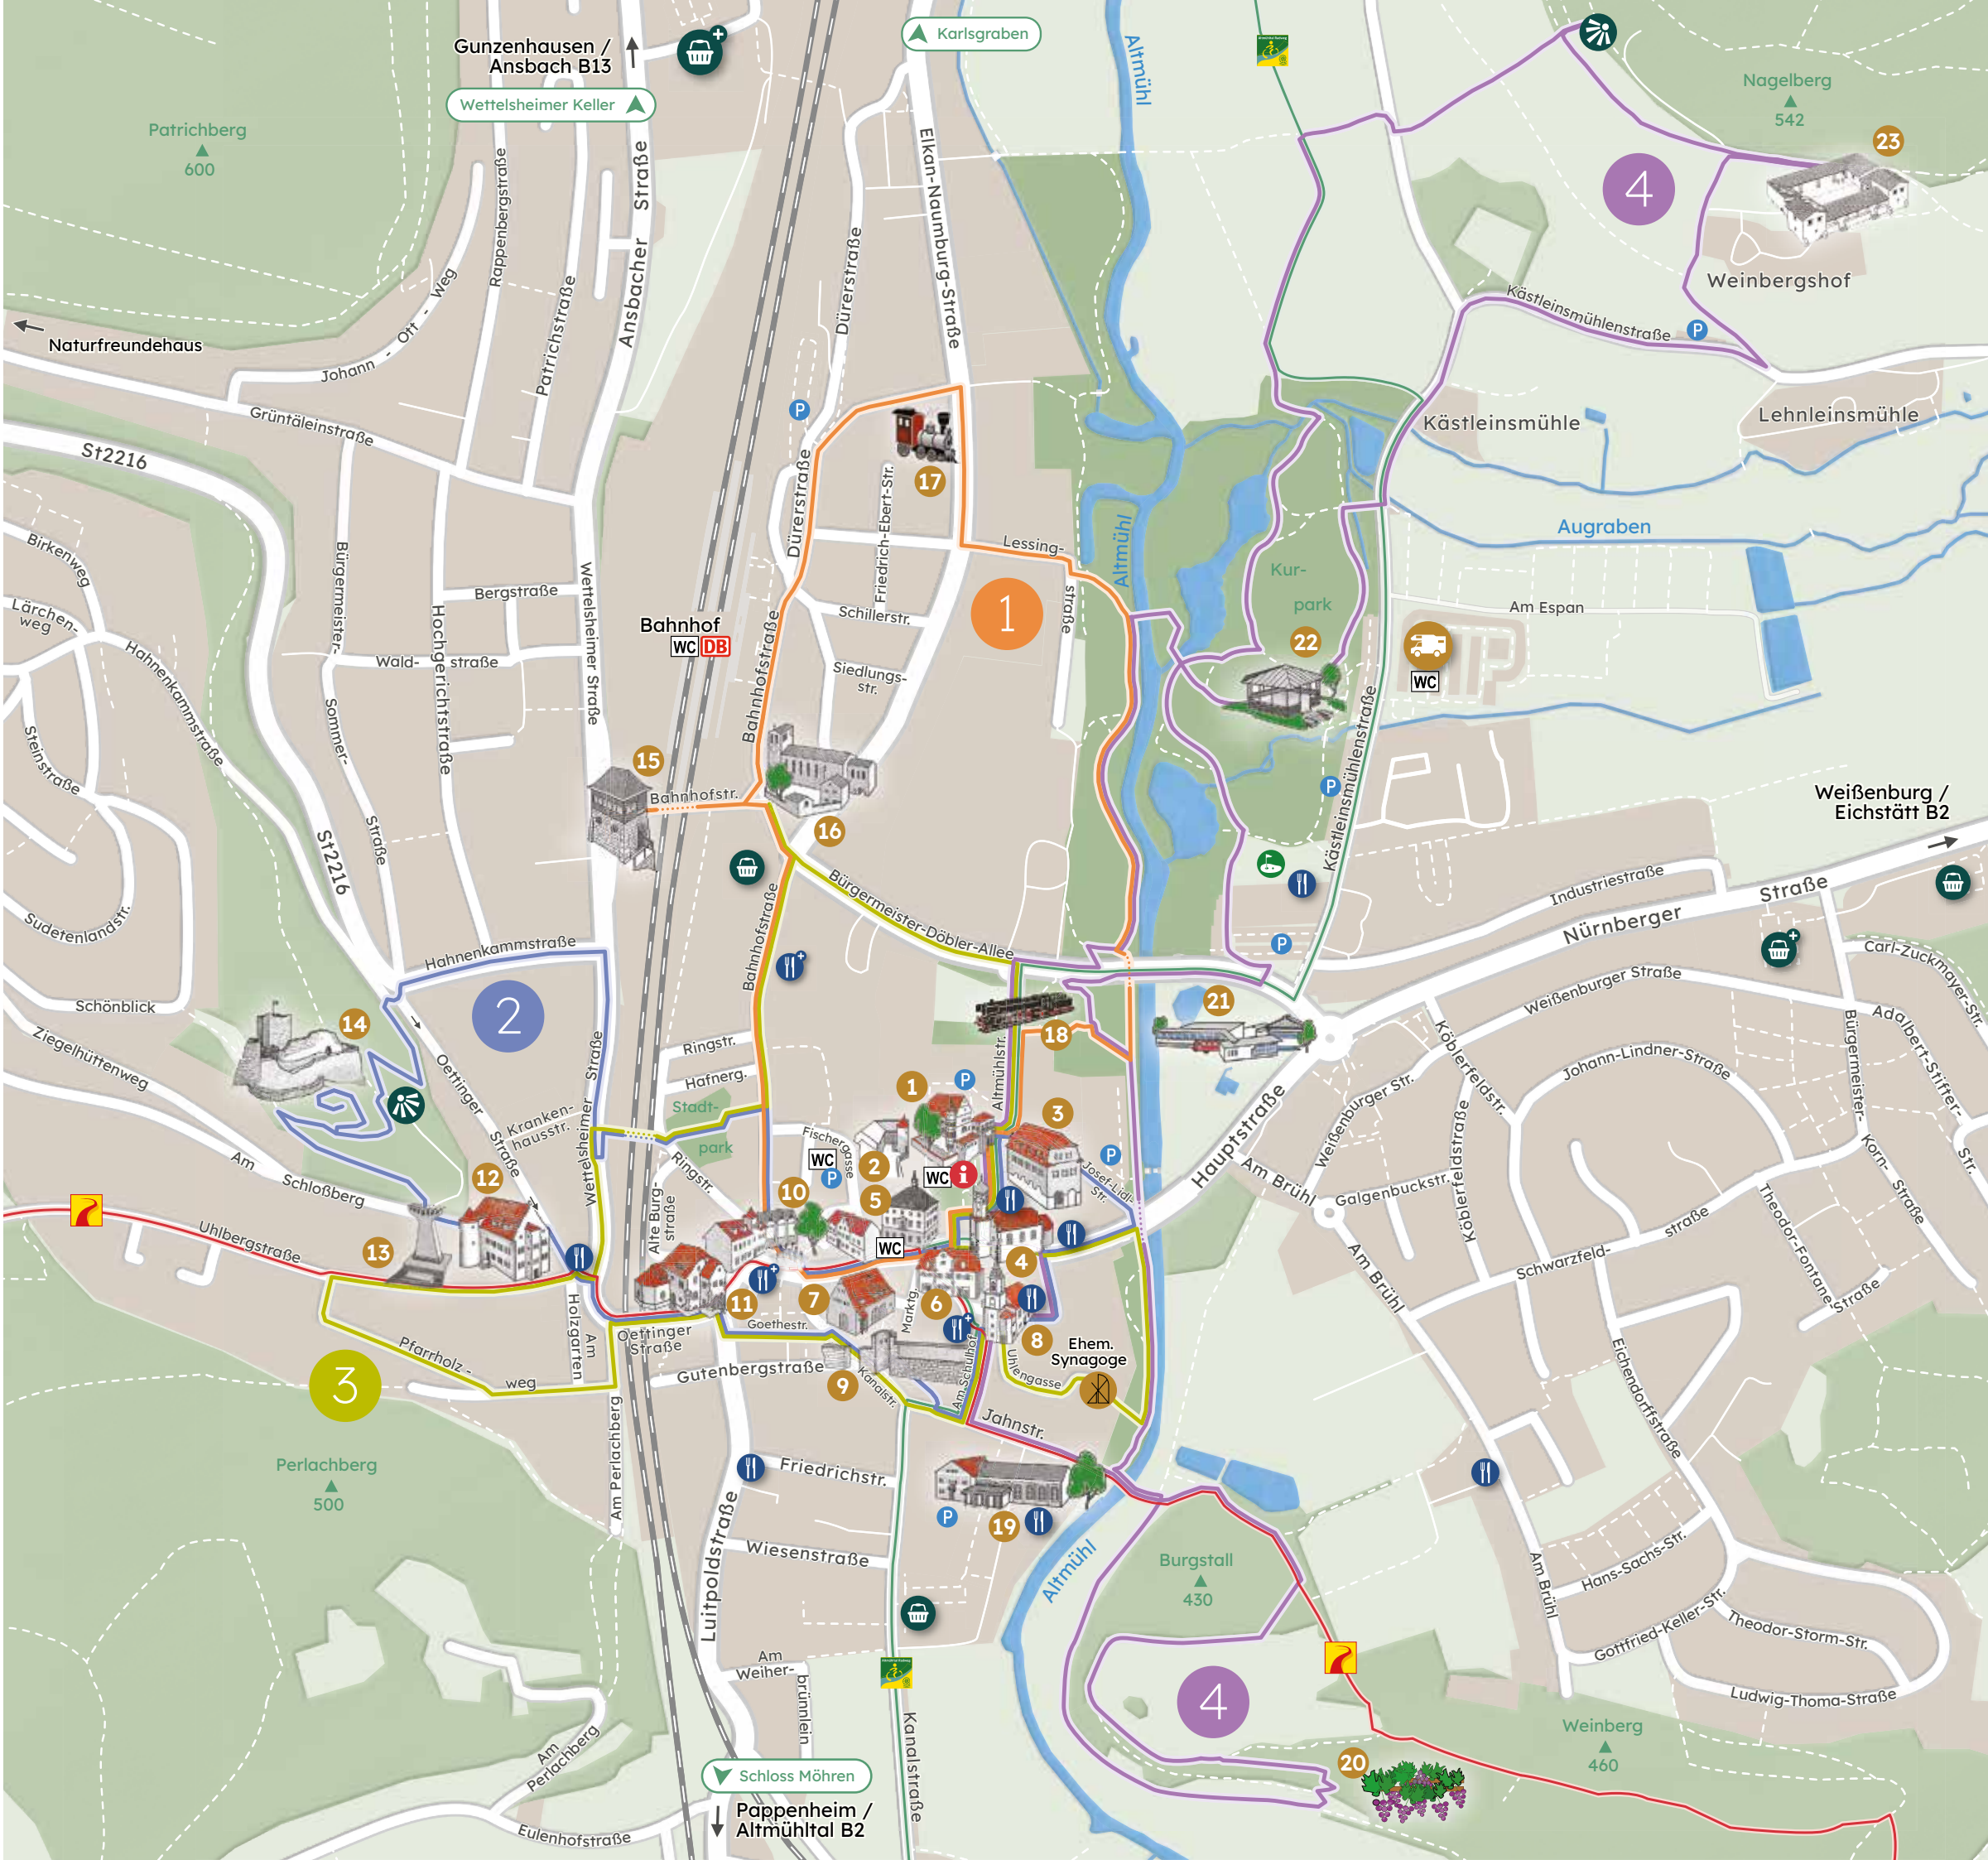 Gunzenhausen /
Ansbach B13
Wettelsheimer Keller
Karlsgraben
Altmühl
Nagelberg
542
Patrichberg
600
23
4
Weinbergshof
Kästleinsmühlenstraße
P
Naturfreundehaus
Johann - Ott - Weg
Rappenbergstraße
Patrichstraße
Ansbacher Straße
Dürerstraße
Elkan-Naumburg-Straße
Grüntäleinstraße
St2216
P
Kästleinsmühle
Lehnleinsmühle
17
Dürerstraße
Friedrich-Ebert-Str.
Lessing-
straße
Altmühl
Augraben
Birkenweg
Lärchen-
weg
Hahnenkammstraße
Steinstraße
Bürgermeister-
Sommer-
Straße
Bergstraße
Hochgerichtstraße
Wald- straße
Wettelsheimer Straße
Bahnhof
WC DB
Bahnhofstraße
Schillerstr.
Siedlungs-
str.
1
Kur-
park
22
Am Espan
WC
Kästleinsmühlenstraße
P
15
Bahnhofstr.
16
Weißenburg /
Eichstätt B2
St2216
Sudetenlandstr.
Schönblick
Ziegelhüttenweg
Hahnenkammstraße
2
14
Bahnhofstraße
Bürgermeister-Döbler-Allee
P
Industriestraße
Nürnberger Straße
Weißenburger Straße
Carl-Zuckmayer-Str.
Adalbert-Stifter-
Str.
Bürgermeister-
Korn-
Straße
21
18
Altmühlstr.
Ringstr.
Hafnerg.
Stadt-
park
Oettinger
Straße
Kranken-
hausstr.
Wettelsheimer Straße
Köblerfeldstr.
Johann-Lindner-Straße
Weißenburger Str.
Köblerfeldstraße
Hauptstraße
Am Brühl
Galgenbuckstr.
1
P
3
Fischergasse
WC
P
2
WC i
5
P
Josef-Lidl-
Str.
Am
Schloßberg
12
13
Uhlbergstraße
Alte Burg-
straße
Ringstr.
10
WC
4
Am Brühl
Schwarzfeld-
straße
Theodor-Fontane-
Straße
Eichendorffstraße
11
7
6
Marktg.
8
Goethestr.
Oettinger
Straße
Am
Holzgarten
Gutenbergstraße
9
Kanalstr.
Am Schulhof
Uhlengasse
Ehem.
Synagoge
Jahnstr.
3
Pfarrholz -
weg
Perlachberg
500
Am Perlachberg
Friedrichstr.
P
19
Luitpoldstraße
Wiesenstraße
Altmühl
Burgstall
430
Am Brühl
Hans-Sachs-Str.
Gottfried-Keller-Str.
Theodor-Storm-Str.
Ludwig-Thoma-Straße
Am
Weiher-
brünnlein
Kanalstraße
4
20
Weinberg
460
Am
Perlachberg
Eulenhofstraße
Schloss Möhren
Pappenheim /
Altmühltal B2